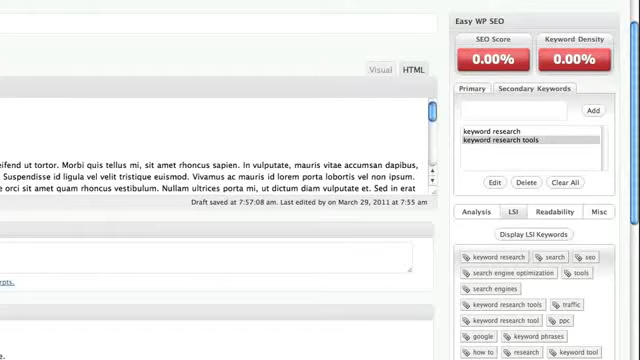 Easy WP SEO
SEO Score
Keyword Density
0.00%
0.00%
Visual
HTML
Primary
Secondary Keywords
Add
keyword research
keyword research tools
eifend ut tortor. Morbi quis tellus mi, sit amet rhoncus sapien. In vulputate, mauris vitae accumsan dapibus,
Suspendisse id ligula vel velit tristique euismod. Vivamus ac mauris id lorem porta lobortis vel non ipsum.
e orci sit amet quam rhoncus vestibulum. Nullam ultrices porta mi, ut dictum diam vulputate et. Sed in erat
Edit
Delete
Clear All
Draft saved at 7:57:08 am. Last edited by on March 29, 2011 at 7:55 am
Analysis
LSI
Readability
Misc
Display LSI Keywords
keyword research
search
seo
search engine optimization
tools
rpts.
search engines
keyword research tools
traffic
keyword research tool
ppc
google
keyword phrases
how to
research
keyword tool
e.